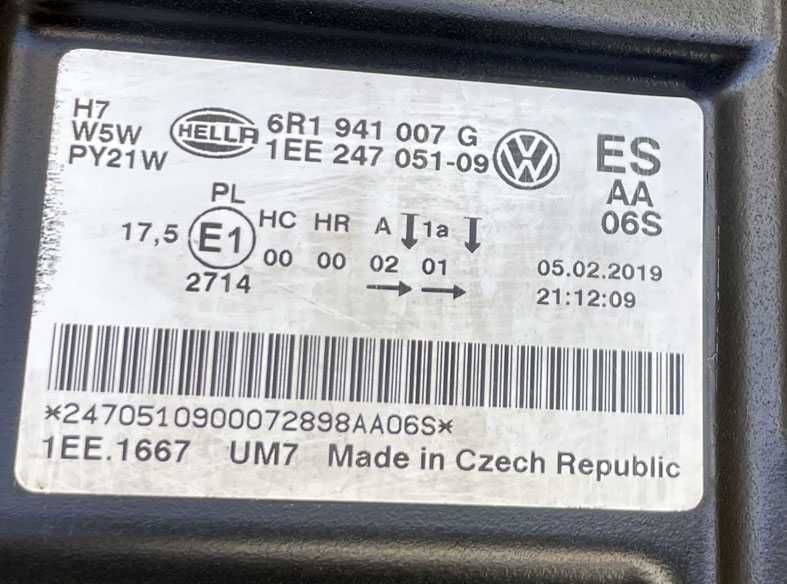 H7
W5W
PY21W
HELLA
6R1 941 007 G
1EE 247 051-09
VW
ES
AA
06S
PL
17,5 E1 HC HR A 1a
00 00 02 01
2714
05.02.2019
21:12:09
*2470510900072898AA06S*
1EE.1667 UM7 Made in Czech Republic